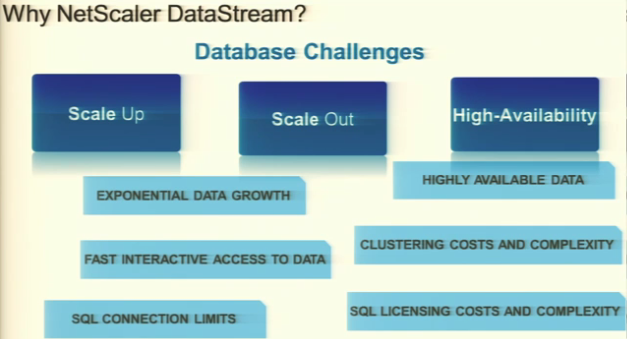 Why NetScaler DataStream?
Database Challenges
Scale Up
Scale Out
High-Availability
EXPONENTIAL DATA GROWTH
HIGHLY AVAILABLE DATA
FAST INTERACTIVE ACCESS TO DATA
CLUSTERING COSTS AND COMPLEXITY
SQL CONNECTION LIMITS
SQL LICENSING COSTS AND COMPLEXITY